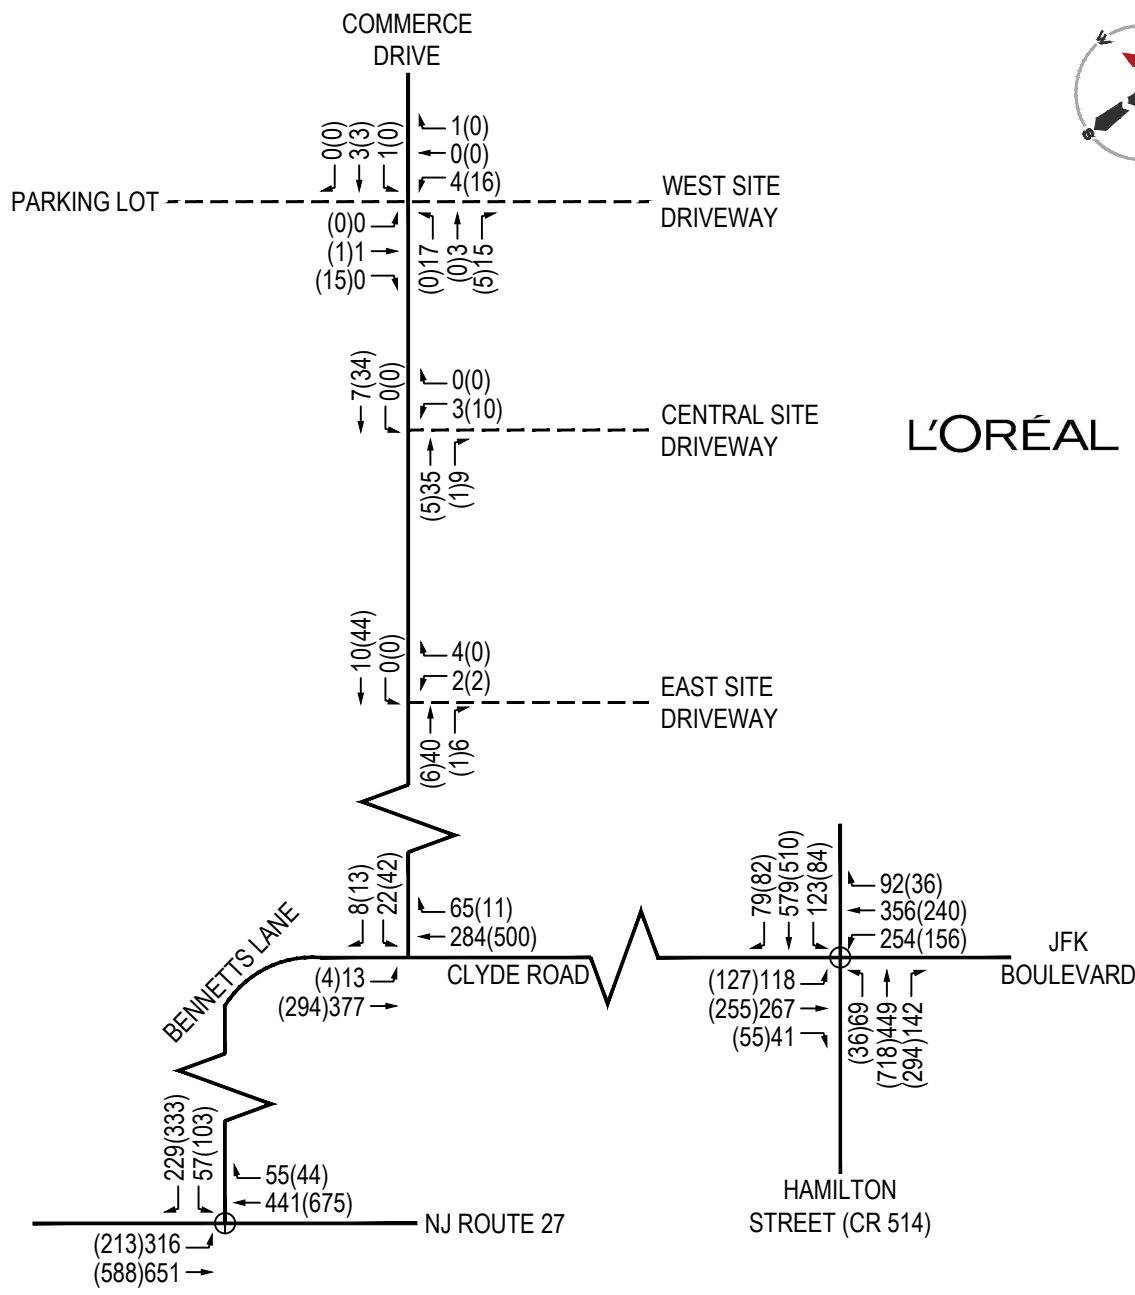 COMMERCE
DRIVE
0(0)
3(3)
1(0)
1(0)
0(0)
4(16)
PARKING LOT
WEST SITE
DRIVEWAY
(0)0
(1)1
(15)0
(0)17
(0)3
(5)15
7(34)
0(0)
0(0)
3(10)
CENTRAL SITE
DRIVEWAY
L'ORÉAL
(5)35
(1)9
10(44)
0(0)
4(0)
2(2)
EAST SITE
DRIVEWAY
(6)40
(1)6
8(13)
22(42)
65(11)
284(500)
BENNETTS LANE
(4)13
(294)377
CLYDE ROAD
79(82)
579(510)
123(84)
92(36)
356(240)
254(156)
JFK
BOULEVARD
(127)118
(255)267
(55)41
(36)69
(718)449
(294)142
HAMILTON
STREET (CR 514)
229(333)
57(103)
55(44)
441(675)
NJ ROUTE 27
(213)316
(588)651